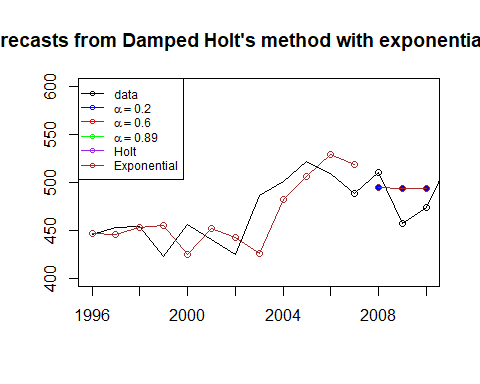 recasts from Damped Holt's method with exponentia
600
550
500
450
400
data
α = 0.2
α = 0.6
α = 0.89
Holt
Exponential
1996
2000
2004
2008